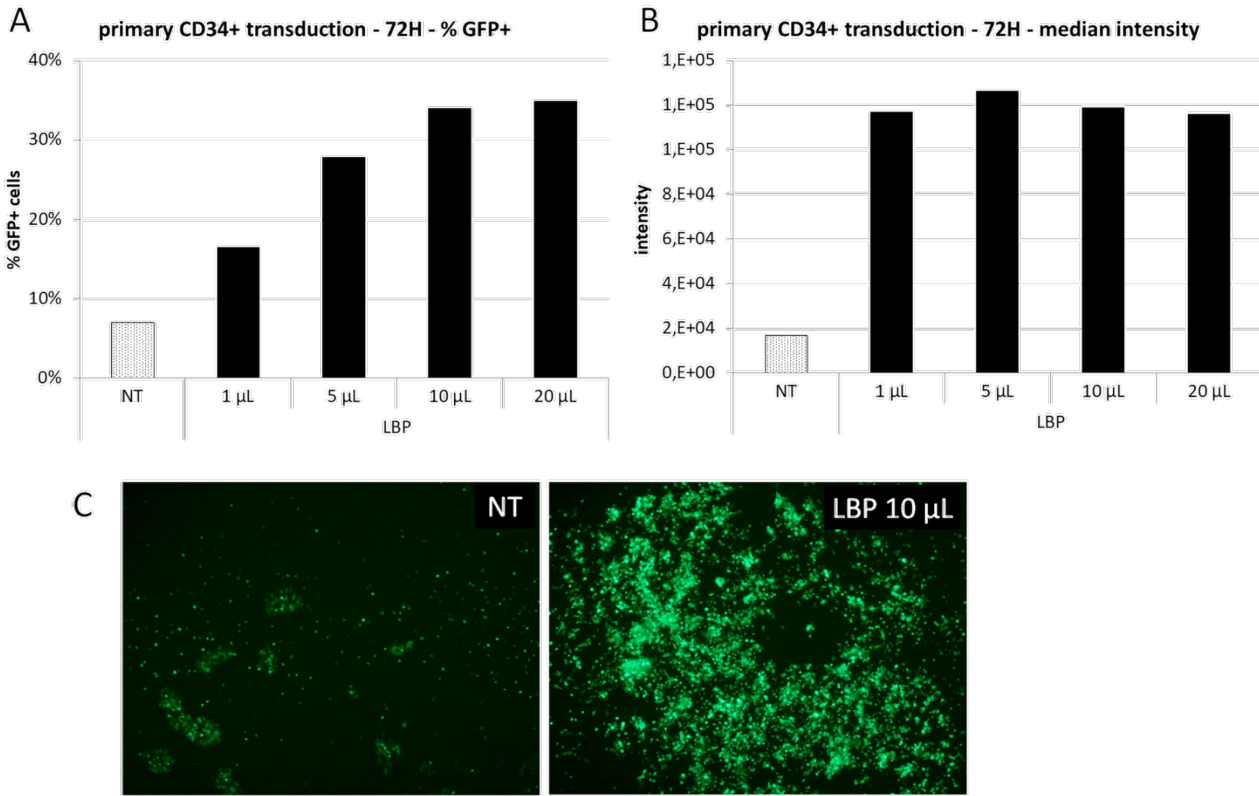 A
primary CD34+ transduction - 72H - % GFP+
40%
30%
20%
10%
0%
% GFP+ cells
NT
1 µL
5 µL
10 µL
20 µL
LBP
B
primary CD34+ transduction - 72H - median intensity
1,E+05
1,E+05
1,E+05
8,E+04
6,E+04
4,E+04
2,E+04
0,E+00
intensity
NT
1 µL
5 µL
10 µL
20 µL
LBP
C
NT
LBP 10 µL